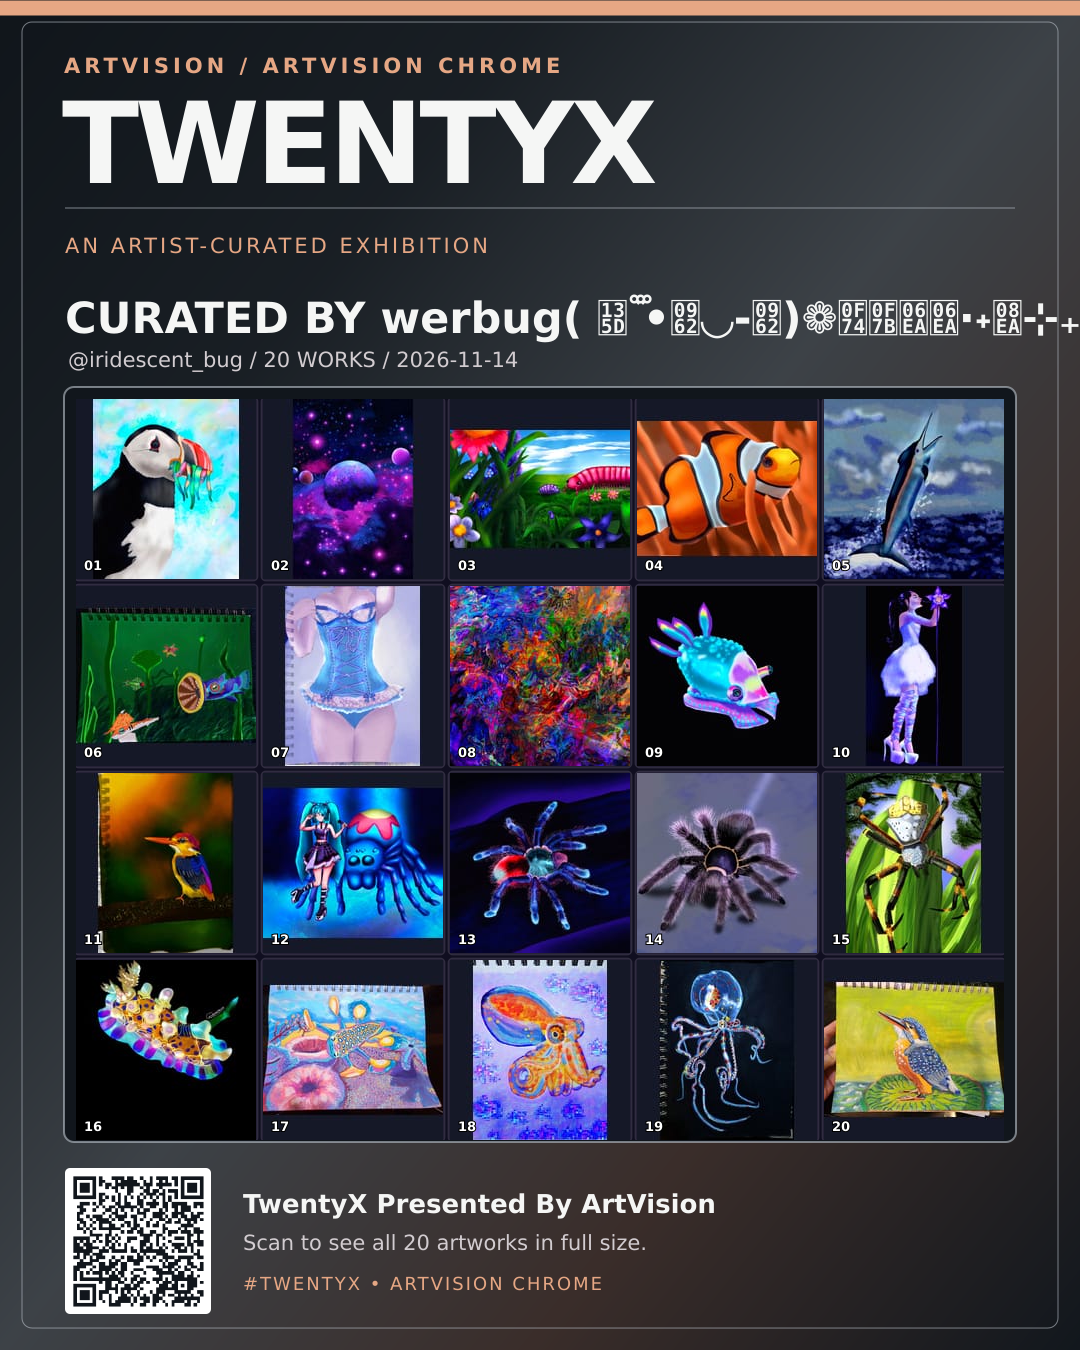 ARTVISION / ARTVISION CHROME
TWENTYX
AN ARTIST-CURATED EXHIBITION
CURATED BY werbug(
@iridescent_bug / 20 WORKS / 2026-11-14
01
02
03
04
05
06
07
08
09
10
11
12
13
14
15
16
17
18
19
20
TwentyX Presented By ArtVision
Scan to see all 20 artworks in full size.
#TWENTYX • ARTVISION CHROME